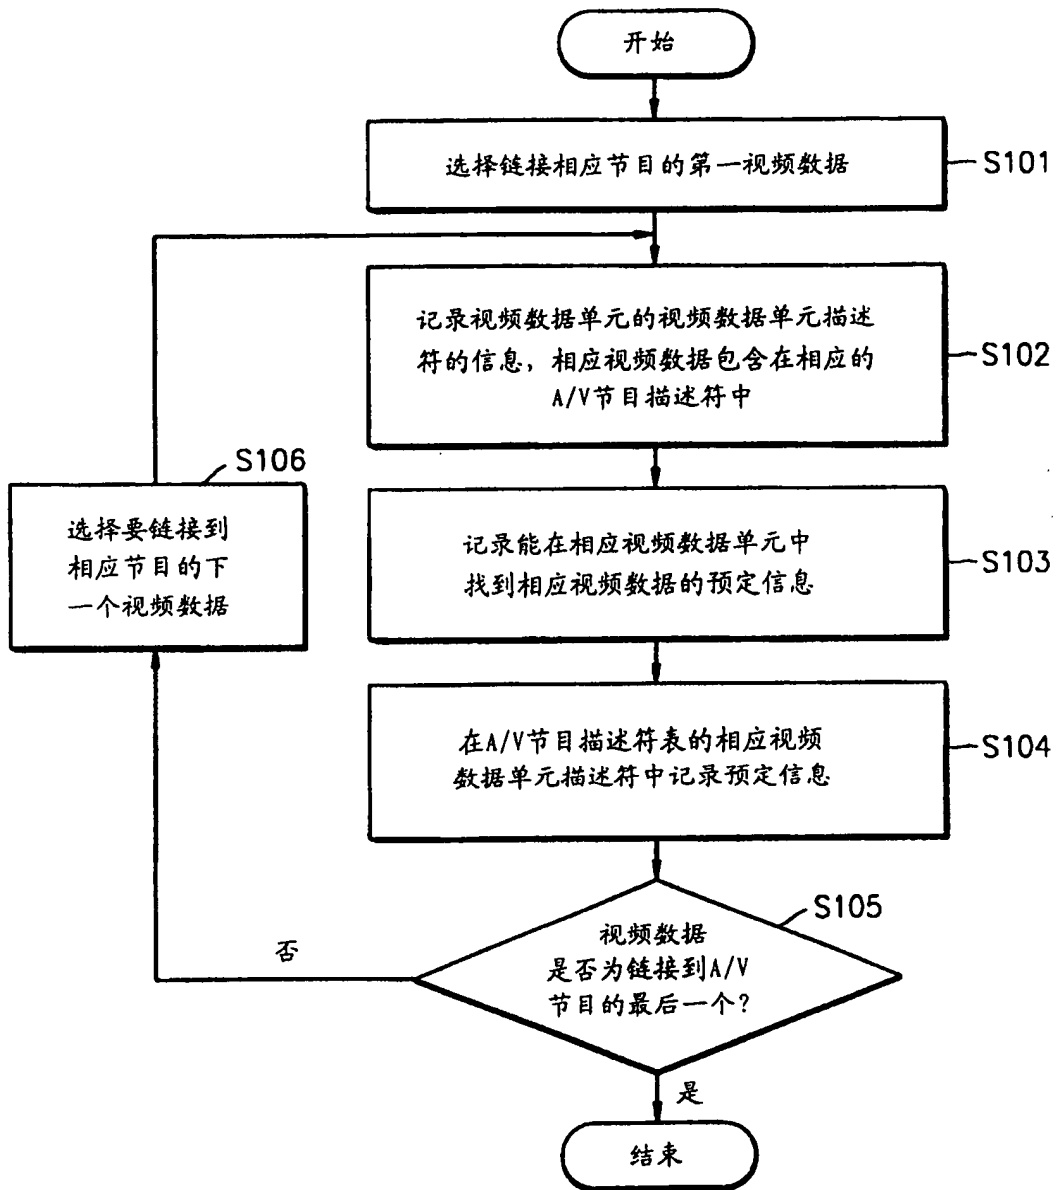 开始
选择链接相应节目的第一视频数据
S101
记录视频数据单元的视频数据单元描述
符的信息，相应视频数据包含在相应的
A/V节目描述符中
S102
S106
选择要链接到
相应节目的下
一个视频数据
记录能在相应视频数据单元中
找到相应视频数据的预定信息
S103
在A/V节目描述符表的相应视频
数据单元描述符中记录预定信息
S104
S105
视频数据
是否为链接到A/V
节目的最后一个？
否
是
结束